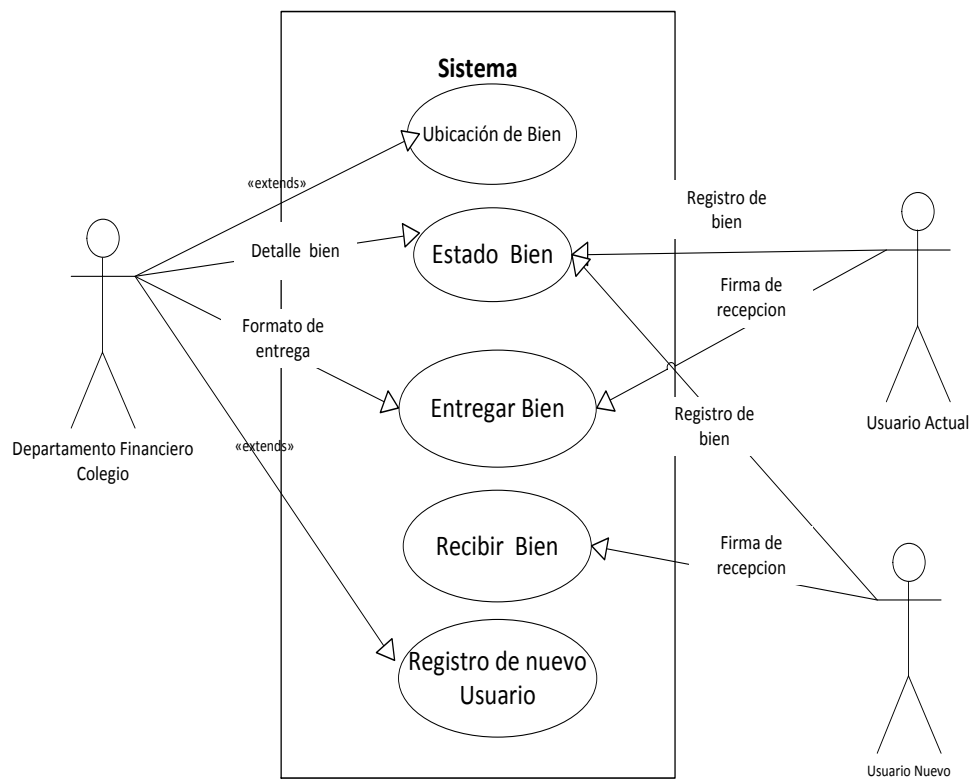 Sistema
Ubicación de Bien
«extends»
Registro de
bien
Detalle bien
Estado Bien
Firma de
recepcion
Formato de
entrega
Entregar Bien
Registro de
bien
Usuario Actual
Departamento Financiero
Colegio
«extends»
Recibir Bien
Firma de
recepcion
Registro de nuevo
Usuario
Usuario Nuevo